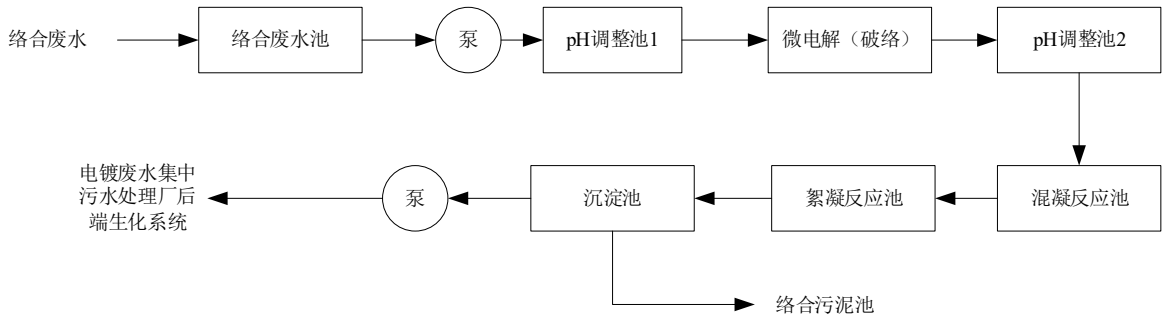 络合废水
络合废水池
泵
pH调整池1
微电解（破络）
pH调整池2
电镀废水集中
污水处理厂后
端生化系统
泵
沉淀池
絮凝反应池
混凝反应池
络合污泥池